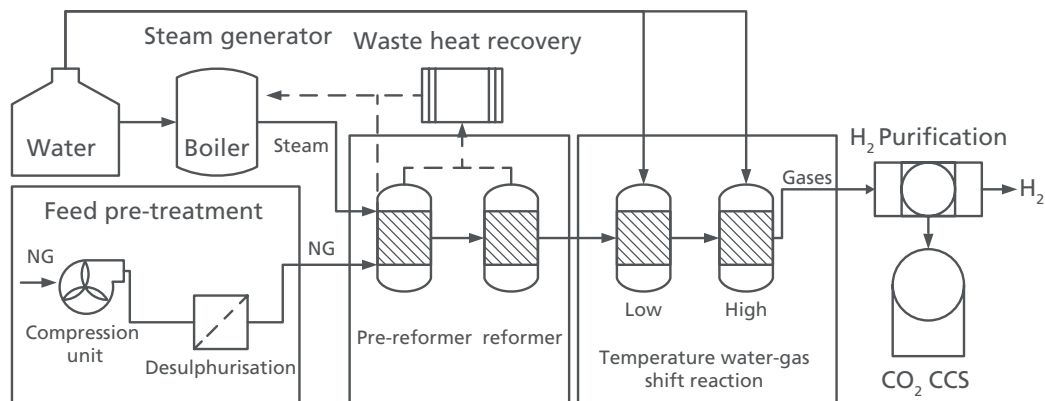 Steam generator
Waste heat recovery
Water
Boiler
Steam
H₂ Purification
Gases
H₂
Feed pre-treatment
NG
NG
Compression
unit
Desulphurisation
Pre-reformer
reformer
Low
High
Temperature water-gas
shift reaction
CO₂ CCS